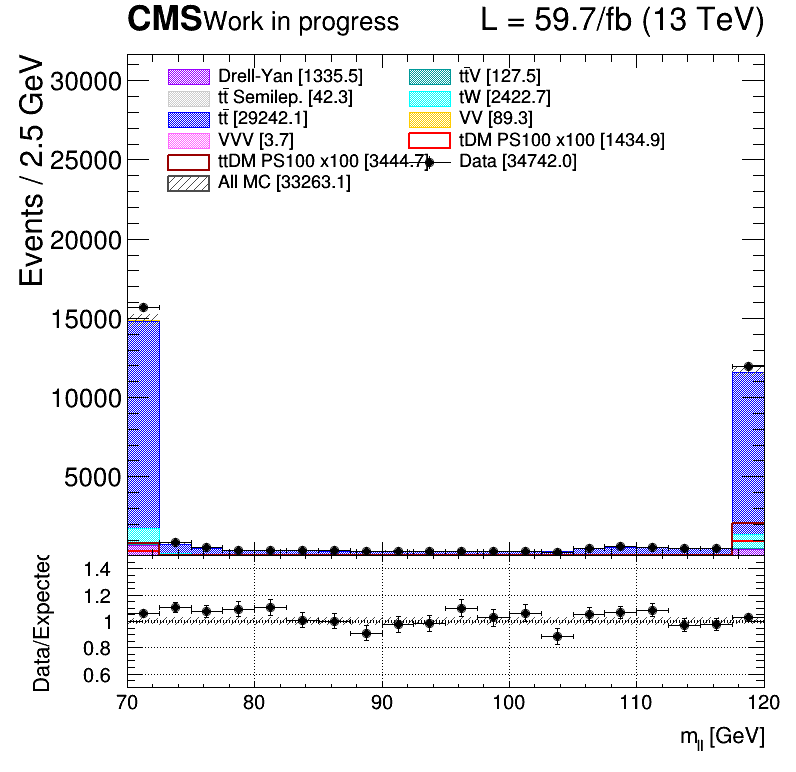 CMS Work in progress L = 59.7/fb (13 TeV)
Events / 2.5 GeV
30000
25000
20000
15000
10000
5000
Drell-Yan [1335.5]
tt̄ Semilep. [42.3]
tt̄ [29242.1]
VVV [3.7]
ttDM PS100 x100 [3444.7]
All MC [33263.1]
tt̄V [127.5]
tW [2422.7]
VV [89.3]
tDM PS100 x100 [1434.9]
Data [34742.0]
Data/Expected
1.4
1.2
1
0.8
0.6
70 80 90 100 110 120
m_ll [GeV]